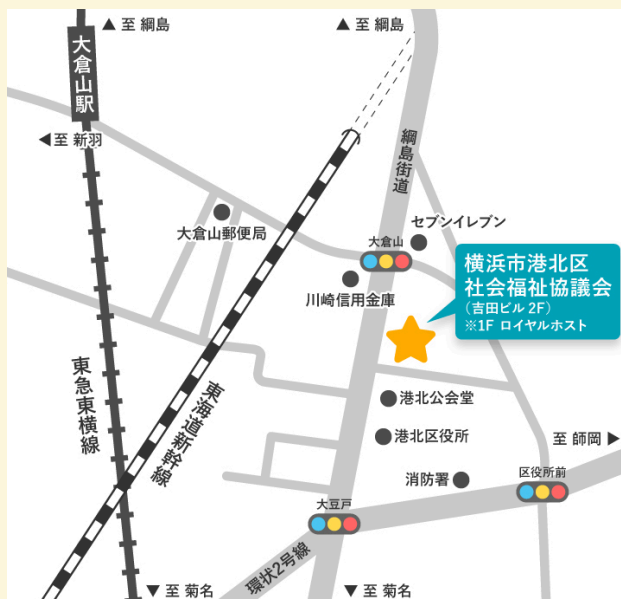 ▲ 至 綱島
▲ 至 綱島
大倉山駅
◀至 新羽
綱島街道
セブンイレブン
大倉山郵便局
大倉山
横浜市港北区
社会福祉協議会
（吉田ビル 2F）
※1F ロイヤルホスト
川崎信用金庫
東急東横線
東海道新幹線
港北公会堂
港北区役所
至 師岡 ▶
消防署
区役所前
大豆戸
環状2号線
▼ 至 菊名
▼ 至 菊名